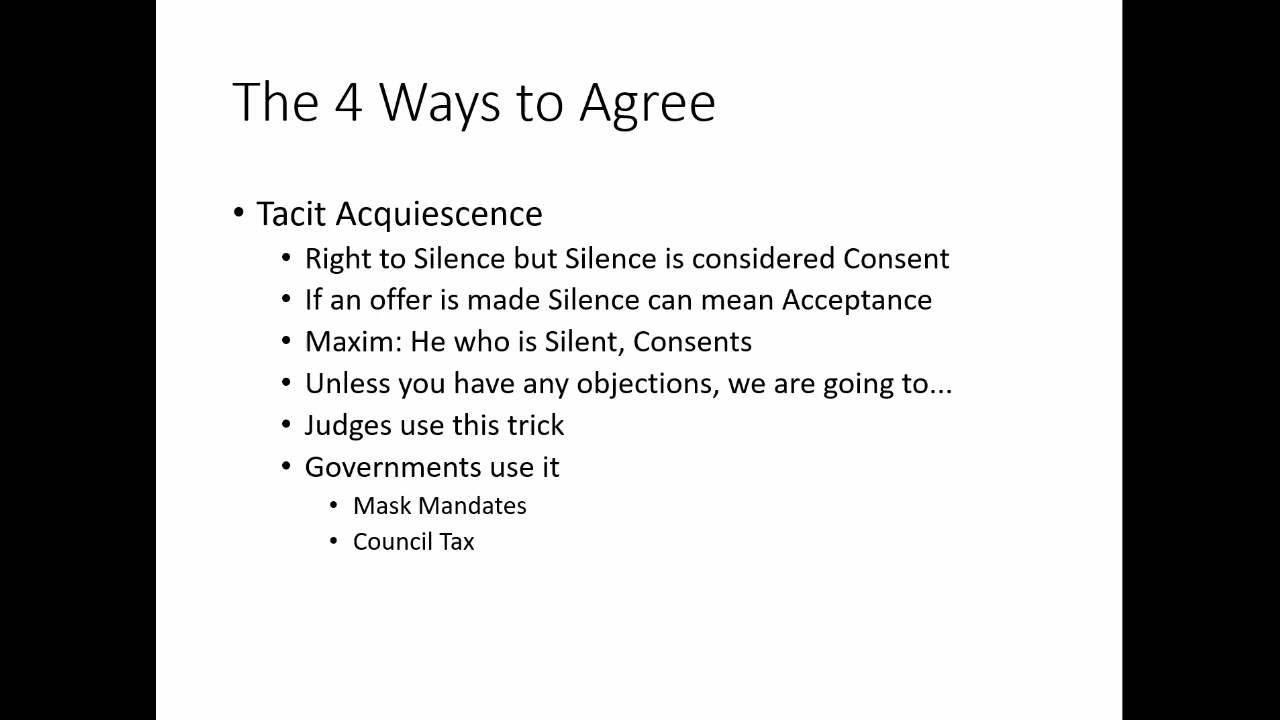 The 4 Ways to Agree
• Tacit Acquiescence
• Right to Silence but Silence is considered Consent
• If an offer is made Silence can mean Acceptance
• Maxim: He who is Silent, Consents
• Unless you have any objections, we are going to...
• Judges use this trick
• Governments use it
• Mask Mandates
• Council Tax